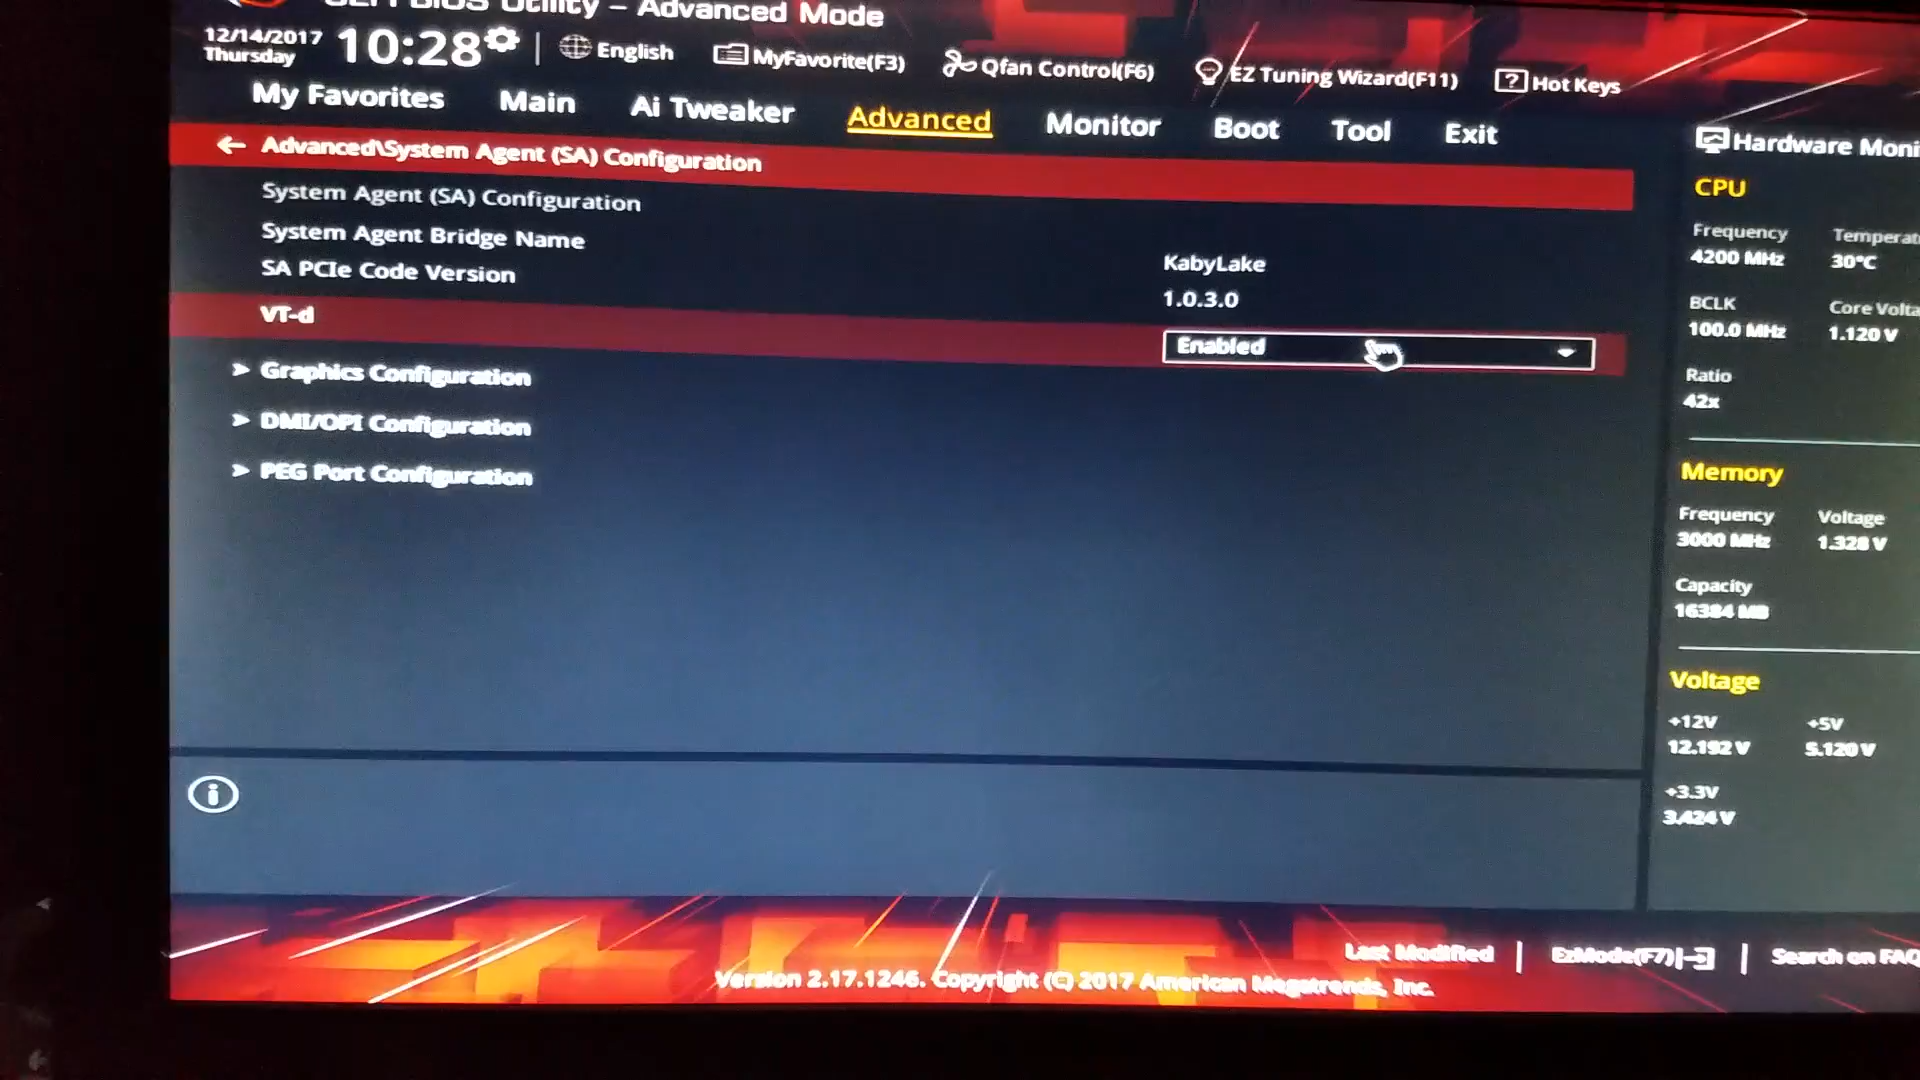 UEFI BIOS Utility – Advanced Mode
12/14/2017
Thursday
10:28
English
MyFavorite(F3)
Qfan Control(F6)
EZ Tuning Wizard(F11)
? Hot Keys
My Favorites
Main
Ai Tweaker
Advanced
Monitor
Boot
Tool
Exit
Advanced\System Agent (SA) Configuration
System Agent (SA) Configuration
System Agent Bridge Name
KabyLake
SA PCIe Code Version
1.0.3.0
VT-d
Enabled
> Graphics Configuration
> DMI/OPI Configuration
> PEG Port Configuration
Hardware Moni
CPU
Frequency
Temperatu
4200 MHz
30°C
BCLK
Core Volta
100.0 MHz
1.120 V
Ratio
42x
Memory
Frequency
Voltage
3000 MHz
1.328 V
Capacity
16384 MB
Voltage
+12V
+5V
12.192 V
5.120 V
+3.3V
3.424 V
Last Modified
EzMode(F7)
Search on FAQ
Version 2.17.1246. Copyright (C) 2017 American Megatrends, Inc.